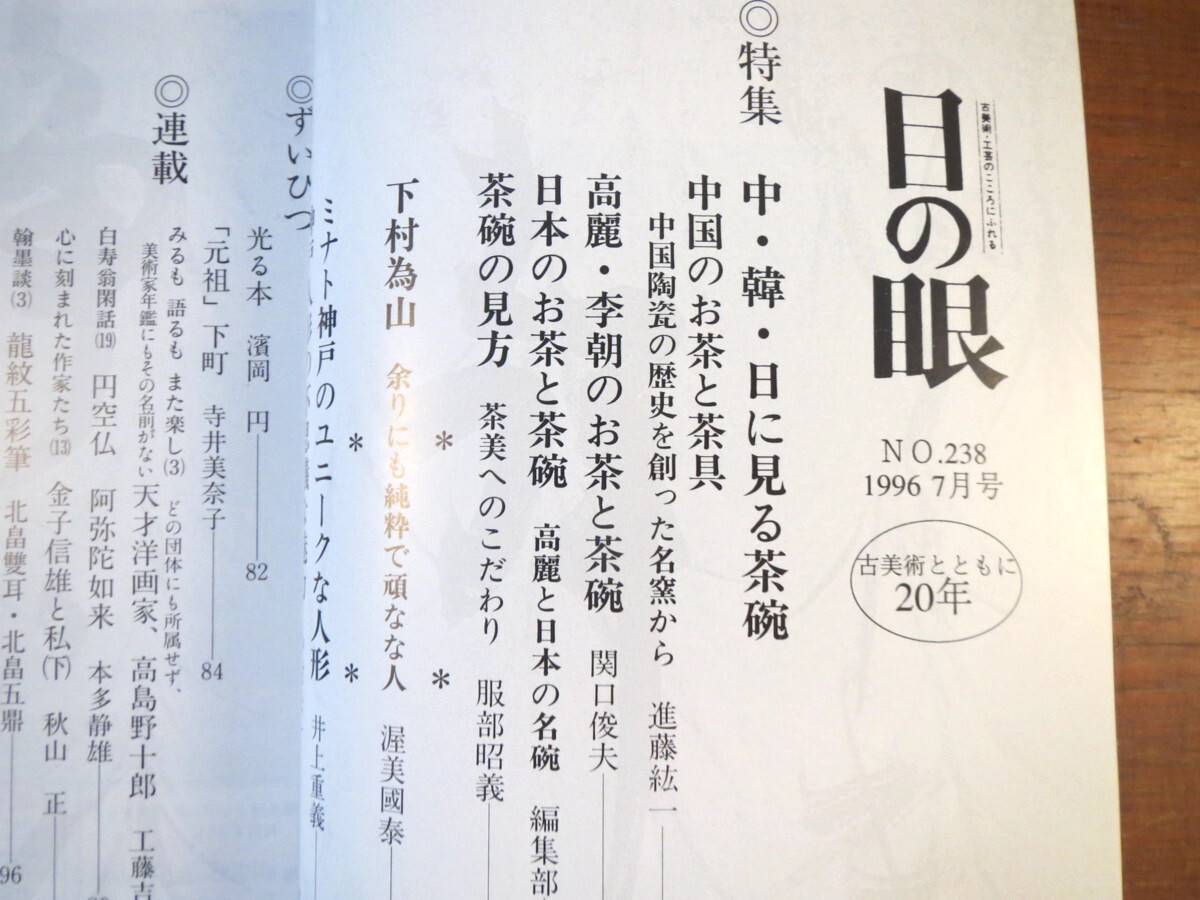 古美術・工芸のこころにふれる
目の眼
NO.238
1996 7月号
古美術とともに
20年
◎特集 中・韓・日に見る茶碗
中国のお茶と茶具
中国陶瓷の歴史を創った名窯から 進藤紘一
高麗・李朝のお茶と茶碗 関口俊夫
日本のお茶と茶碗 高麗と日本の名碗 編集部
茶碗の見方 茶美へのこだわり 服部昭義
* *
下村為山 余りにも純粋で頑なな人 渥美國泰
* *
ミナト神戸のユニークな人形 井上重義
◎ずいひつ
光る本 濱岡 円 82
「元祖」下町 寺井美奈子 84
◎連載
みるも 語るも また楽し⑶ どの団体にも所属せず、
美術家年鑑にもその名前がない 天才洋画家、高島野十郎 工藤吉
白寿翁閑話⒆ 円空仏 阿弥陀如来 本多静雄
心に刻まれた作家たち⒀ 金子信雄と私㈦ 秋山 正
翰墨談⑶ 龍紋五彩筆 北畠雙耳・北畠五鼎 96